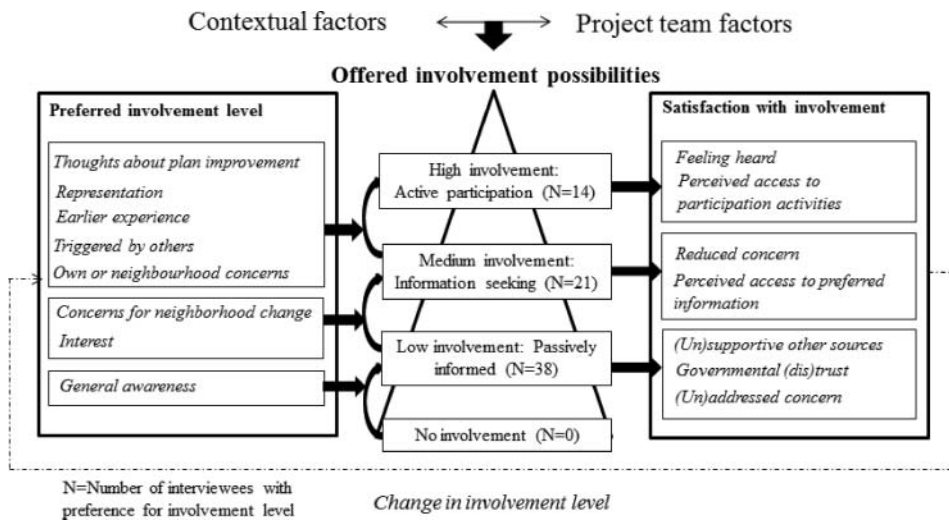 Contextual factors
Project team factors
Offered involvement possibilities
Preferred involvement level
Thoughts about plan improvement
Representation
Earlier experience
Triggered by others
Own or neighbourhood concerns
Concerns for neighborhood change
Interest
General awareness
High involvement:
Active participation (N=14)
Medium involvement:
Information seeking (N=21)
Low involvement: Passively
informed (N=38)
No involvement (N=0)
Satisfaction with involvement
Feeling heard
Perceived access to
participation activities
Reduced concern
Perceived access to preferred
information
(Un)supportive other sources
Governmental (dis)trust
(Un)addressed concern
N=Number of interviewees with
preference for involvement level
Change in involvement level